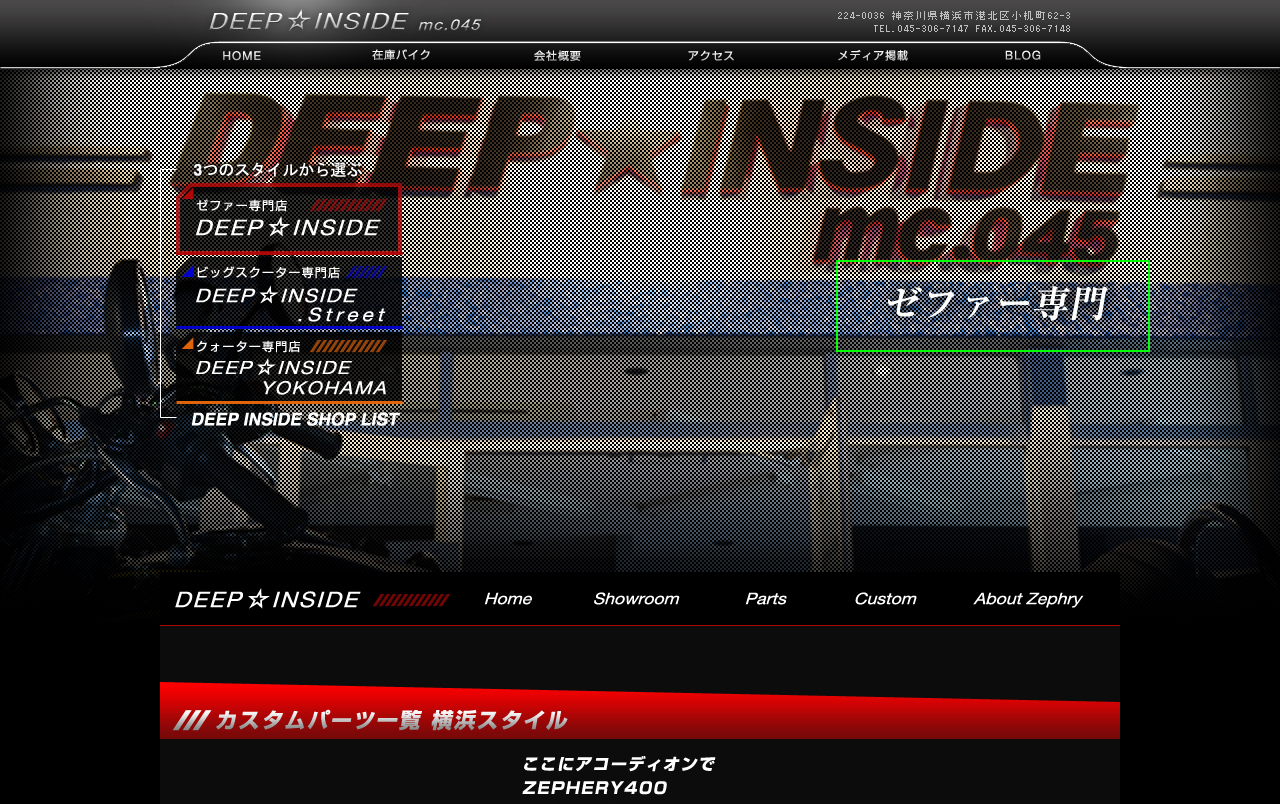 DEEP☆INSIDE mc.045
224-0036 神奈川県横浜市港北区小机町62-3
TEL.045-306-7147 FAX.045-306-7148
HOME
在庫バイク
会社概要
アクセス
メディア掲載
BLOG
DEEP☆INSIDE
mc.045
3つのスタイルから選ぶ
ゼファー専門店
DEEP☆INSIDE
ビッグスクーター専門店
DEEP☆INSIDE
.Street
クォーター専門店
DEEP☆INSIDE
YOKOHAMA
DEEP INSIDE SHOP LIST
ゼファー専門
DEEP☆INSIDE
Home
Showroom
Parts
Custom
About Zephry
カスタムパーツ一覧 横浜スタイル
ここにアコーディオンで
ZEPHERY400